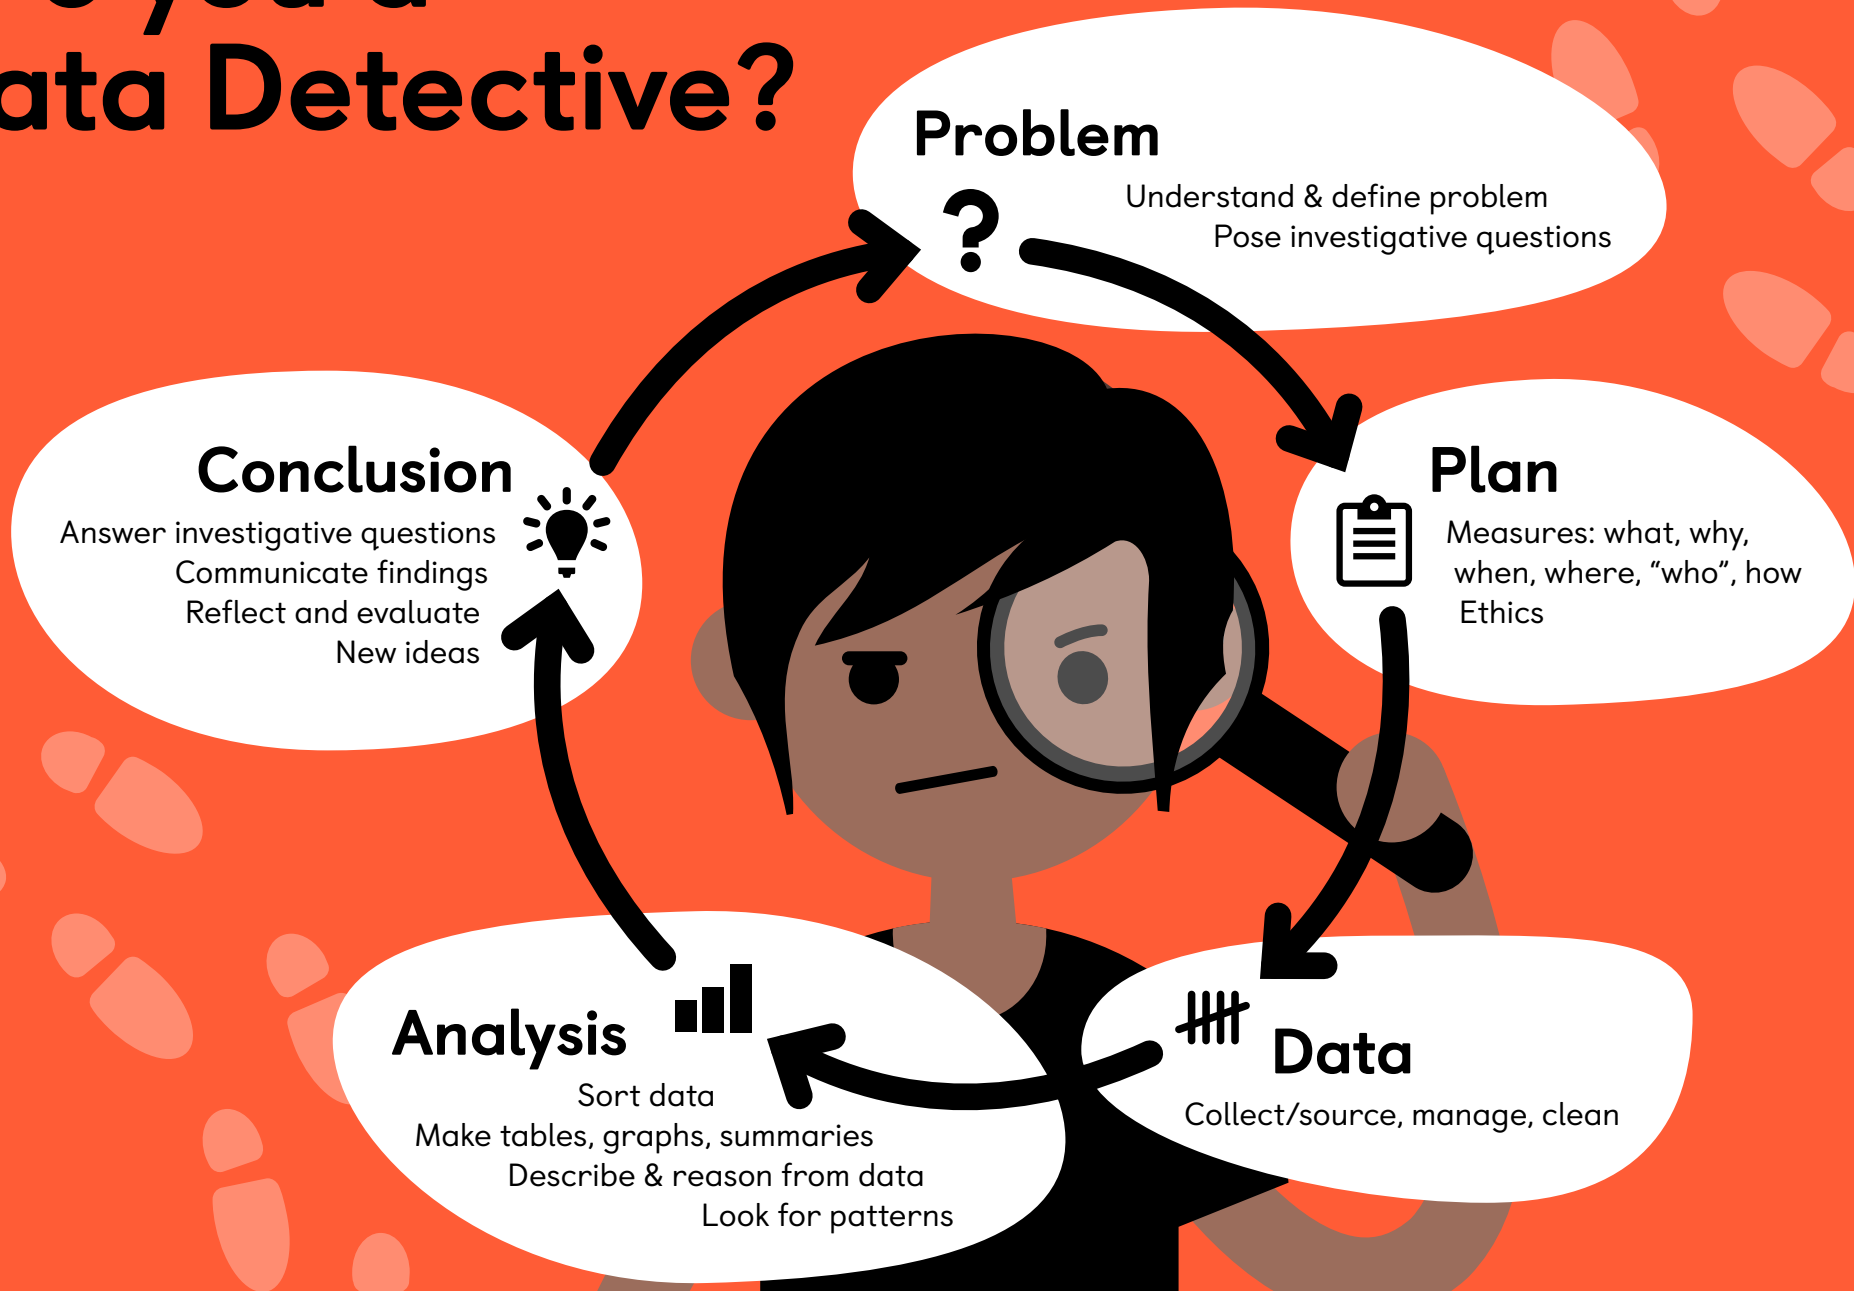 you a
ata Detective?
Problem
Understand & define problem
Pose investigative questions
Plan
Measures: what, why,
when, where, “who”, how
Ethics
Data
Collect/source, manage, clean
Analysis
Sort data
Make tables, graphs, summaries
Describe & reason from data
Look for patterns
Conclusion
Answer investigative questions
Communicate findings
Reflect and evaluate
New ideas